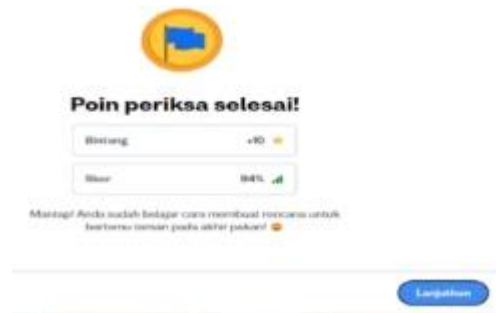 Poin periksa selesai!
Bintang +10
Skor 94%
Mantap! Anda sudah belajar cara membuat rencana untuk
bertemu teman pada akhir pekan!
Lanjutkan